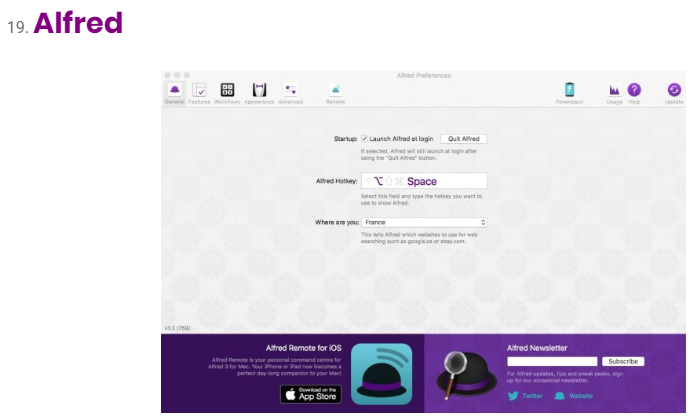 19. Alfred
Alfred Preferences
General Features Workflows Appearance Advanced Remote Powerpack Usage Help Update
Startup: Launch Alfred at login Quit Alfred
If selected, Alfred will still launch at login after
using the "Quit Alfred" button.
Alfred Hotkey: ^⌥⇧⌘ Space
Select this field and type the hotkey you want to
use to show Alfred.
Where are you: France
This tells Alfred which websites to use for web
searching such as google.ca or ebay.com.
v3.2 [759]
Alfred Remote for iOS
Alfred Remote is your personal command centre for
Alfred 3 for Mac. Your iPhone or iPad now becomes a
perfect day-long companion to your Mac!
Download on the
App Store
Alfred Newsletter
Subscribe
For Alfred updates, tips and sneak peeks, sign
up for our occasional newsletter.
Twitter Website